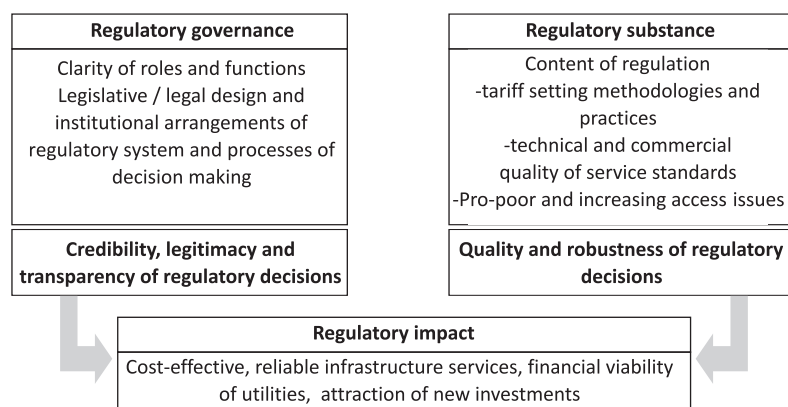 Regulatory governance
Clarity of roles and functions
Legislative / legal design and
institutional arrangements of
regulatory system and processes of
decision making
Credibility, legitimacy and
transparency of regulatory decisions
Regulatory substance
Content of regulation
-tariff setting methodologies and
practices
-technical and commercial
quality of service standards
-Pro-poor and increasing access issues
Quality and robustness of regulatory
decisions
Regulatory impact
Cost-effective, reliable infrastructure services, financial viability
of utilities, attraction of new investments